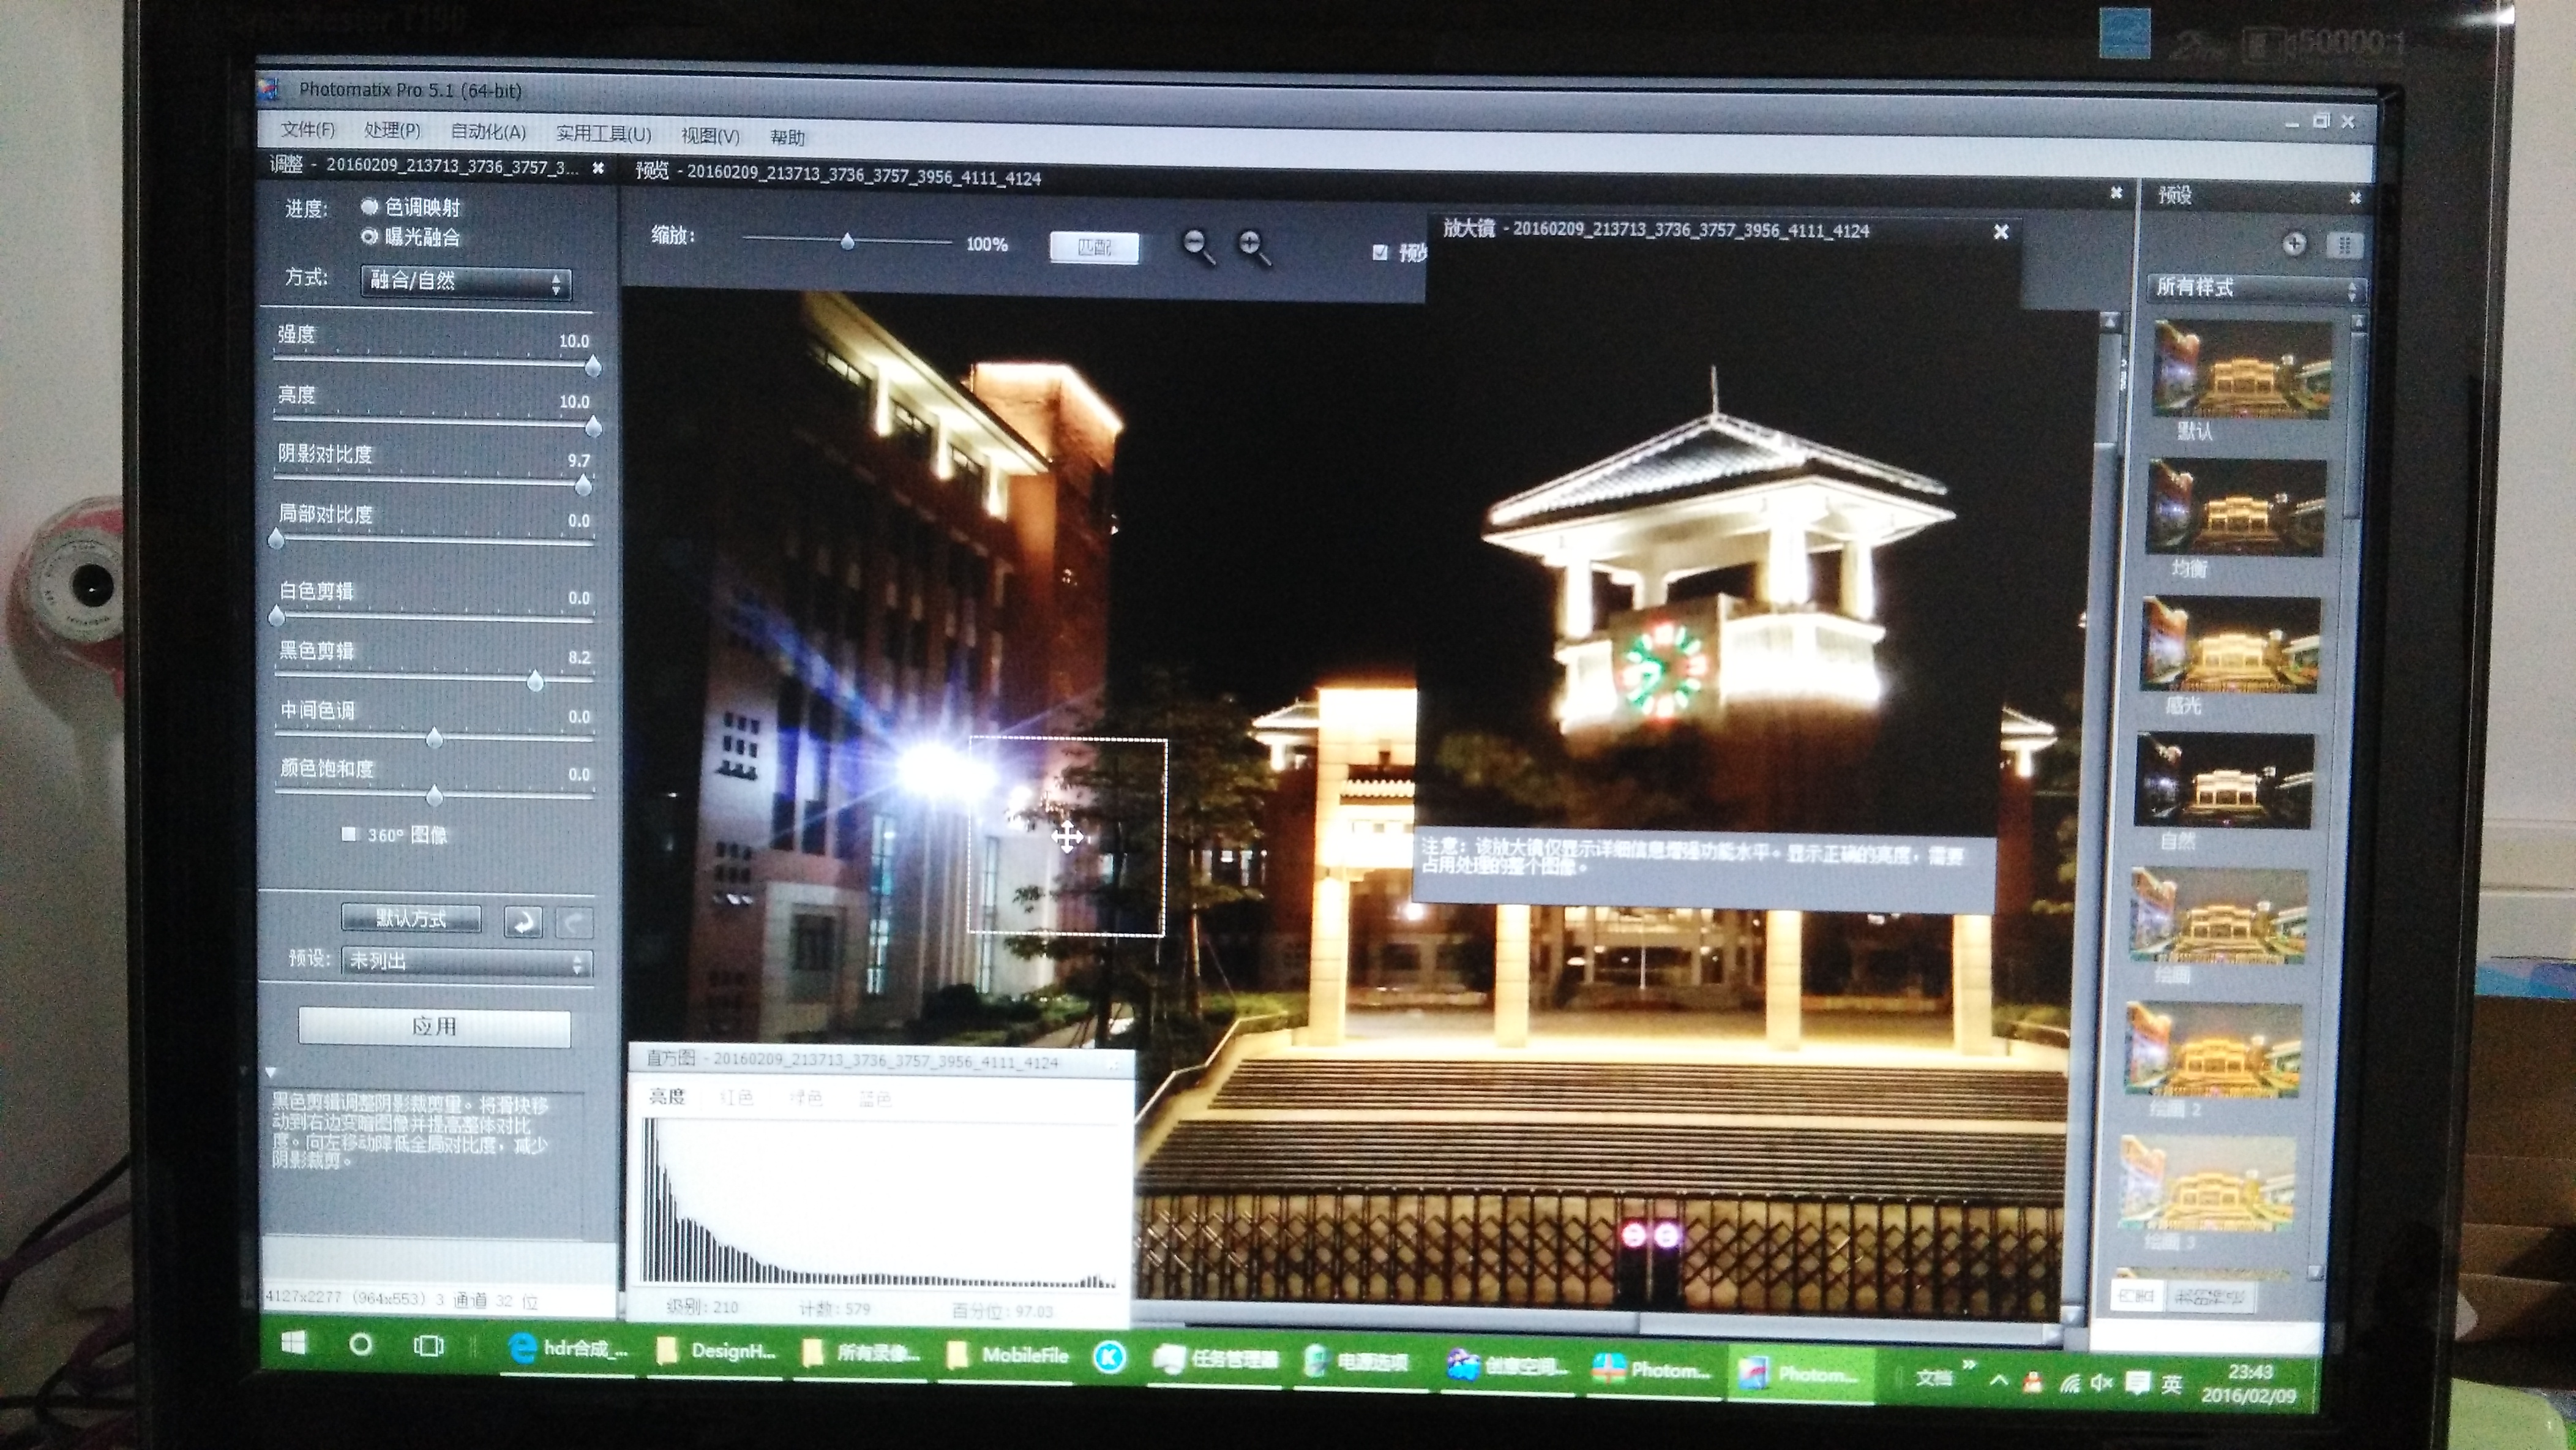 SyncMaster T190
50000:1
Photomatix Pro 5.1 (64-bit)
文件(F) 处理(P) 自动化(A) 实用工具(U) 视图(V) 帮助
调整 - 20160209_213713_3736_3757_3...
预览 - 20160209_213713_3736_3757_3956_4111_4124
预设
进度: 色调映射
曝光融合
方式: 融合/自然
缩放: 100% 匹配
放大镜 - 20160209_213713_3736_3757_3956_4111_4124
所有样式
强度 10.0
亮度 10.0
阴影对比度 9.7
局部对比度 0.0
白色剪辑 0.0
黑色剪辑 8.2
中间色调 0.0
颜色饱和度 0.0
360° 图像
默认方式
预设: 未列出
应用
黑色剪辑调整阴影裁剪量。将滑块移
动到右边变暗图像并提高整体对比
度。向左移动降低全局对比度，减少
阴影裁剪。
4127x2277 (964x553) 3 通道 32 位
注意：该放大镜仅显示详细信息增强功能水平。显示正确的亮度，需要
占用处理的整个图像。
直方图 - 20160209_213713_3736_3757_3956_4111_4124
亮度 红色 绿色 蓝色
级别: 210 计数: 579 百分位: 97.03
默认
均衡
感光
自然
绘画
绘画 2
绘画 3
内置
hdr合成_...
DesignH...
所有录像...
MobileFile
K
任务管理器
电源选项
创意空间...
Photom...
Photom...
文档
英
23:43
2016/02/09